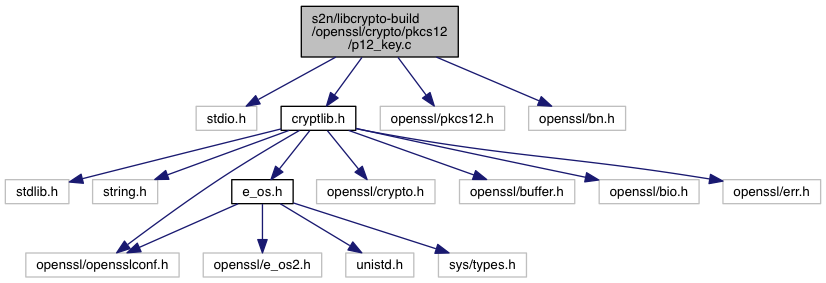 s2n/libcrypto-build
/openssl/crypto/pkcs12
/p12_key.c
stdio.h
cryptlib.h
openssl/pkcs12.h
openssl/bn.h
stdlib.h
string.h
e_os.h
openssl/crypto.h
openssl/buffer.h
openssl/bio.h
openssl/err.h
openssl/opensslconf.h
openssl/e_os2.h
unistd.h
sys/types.h